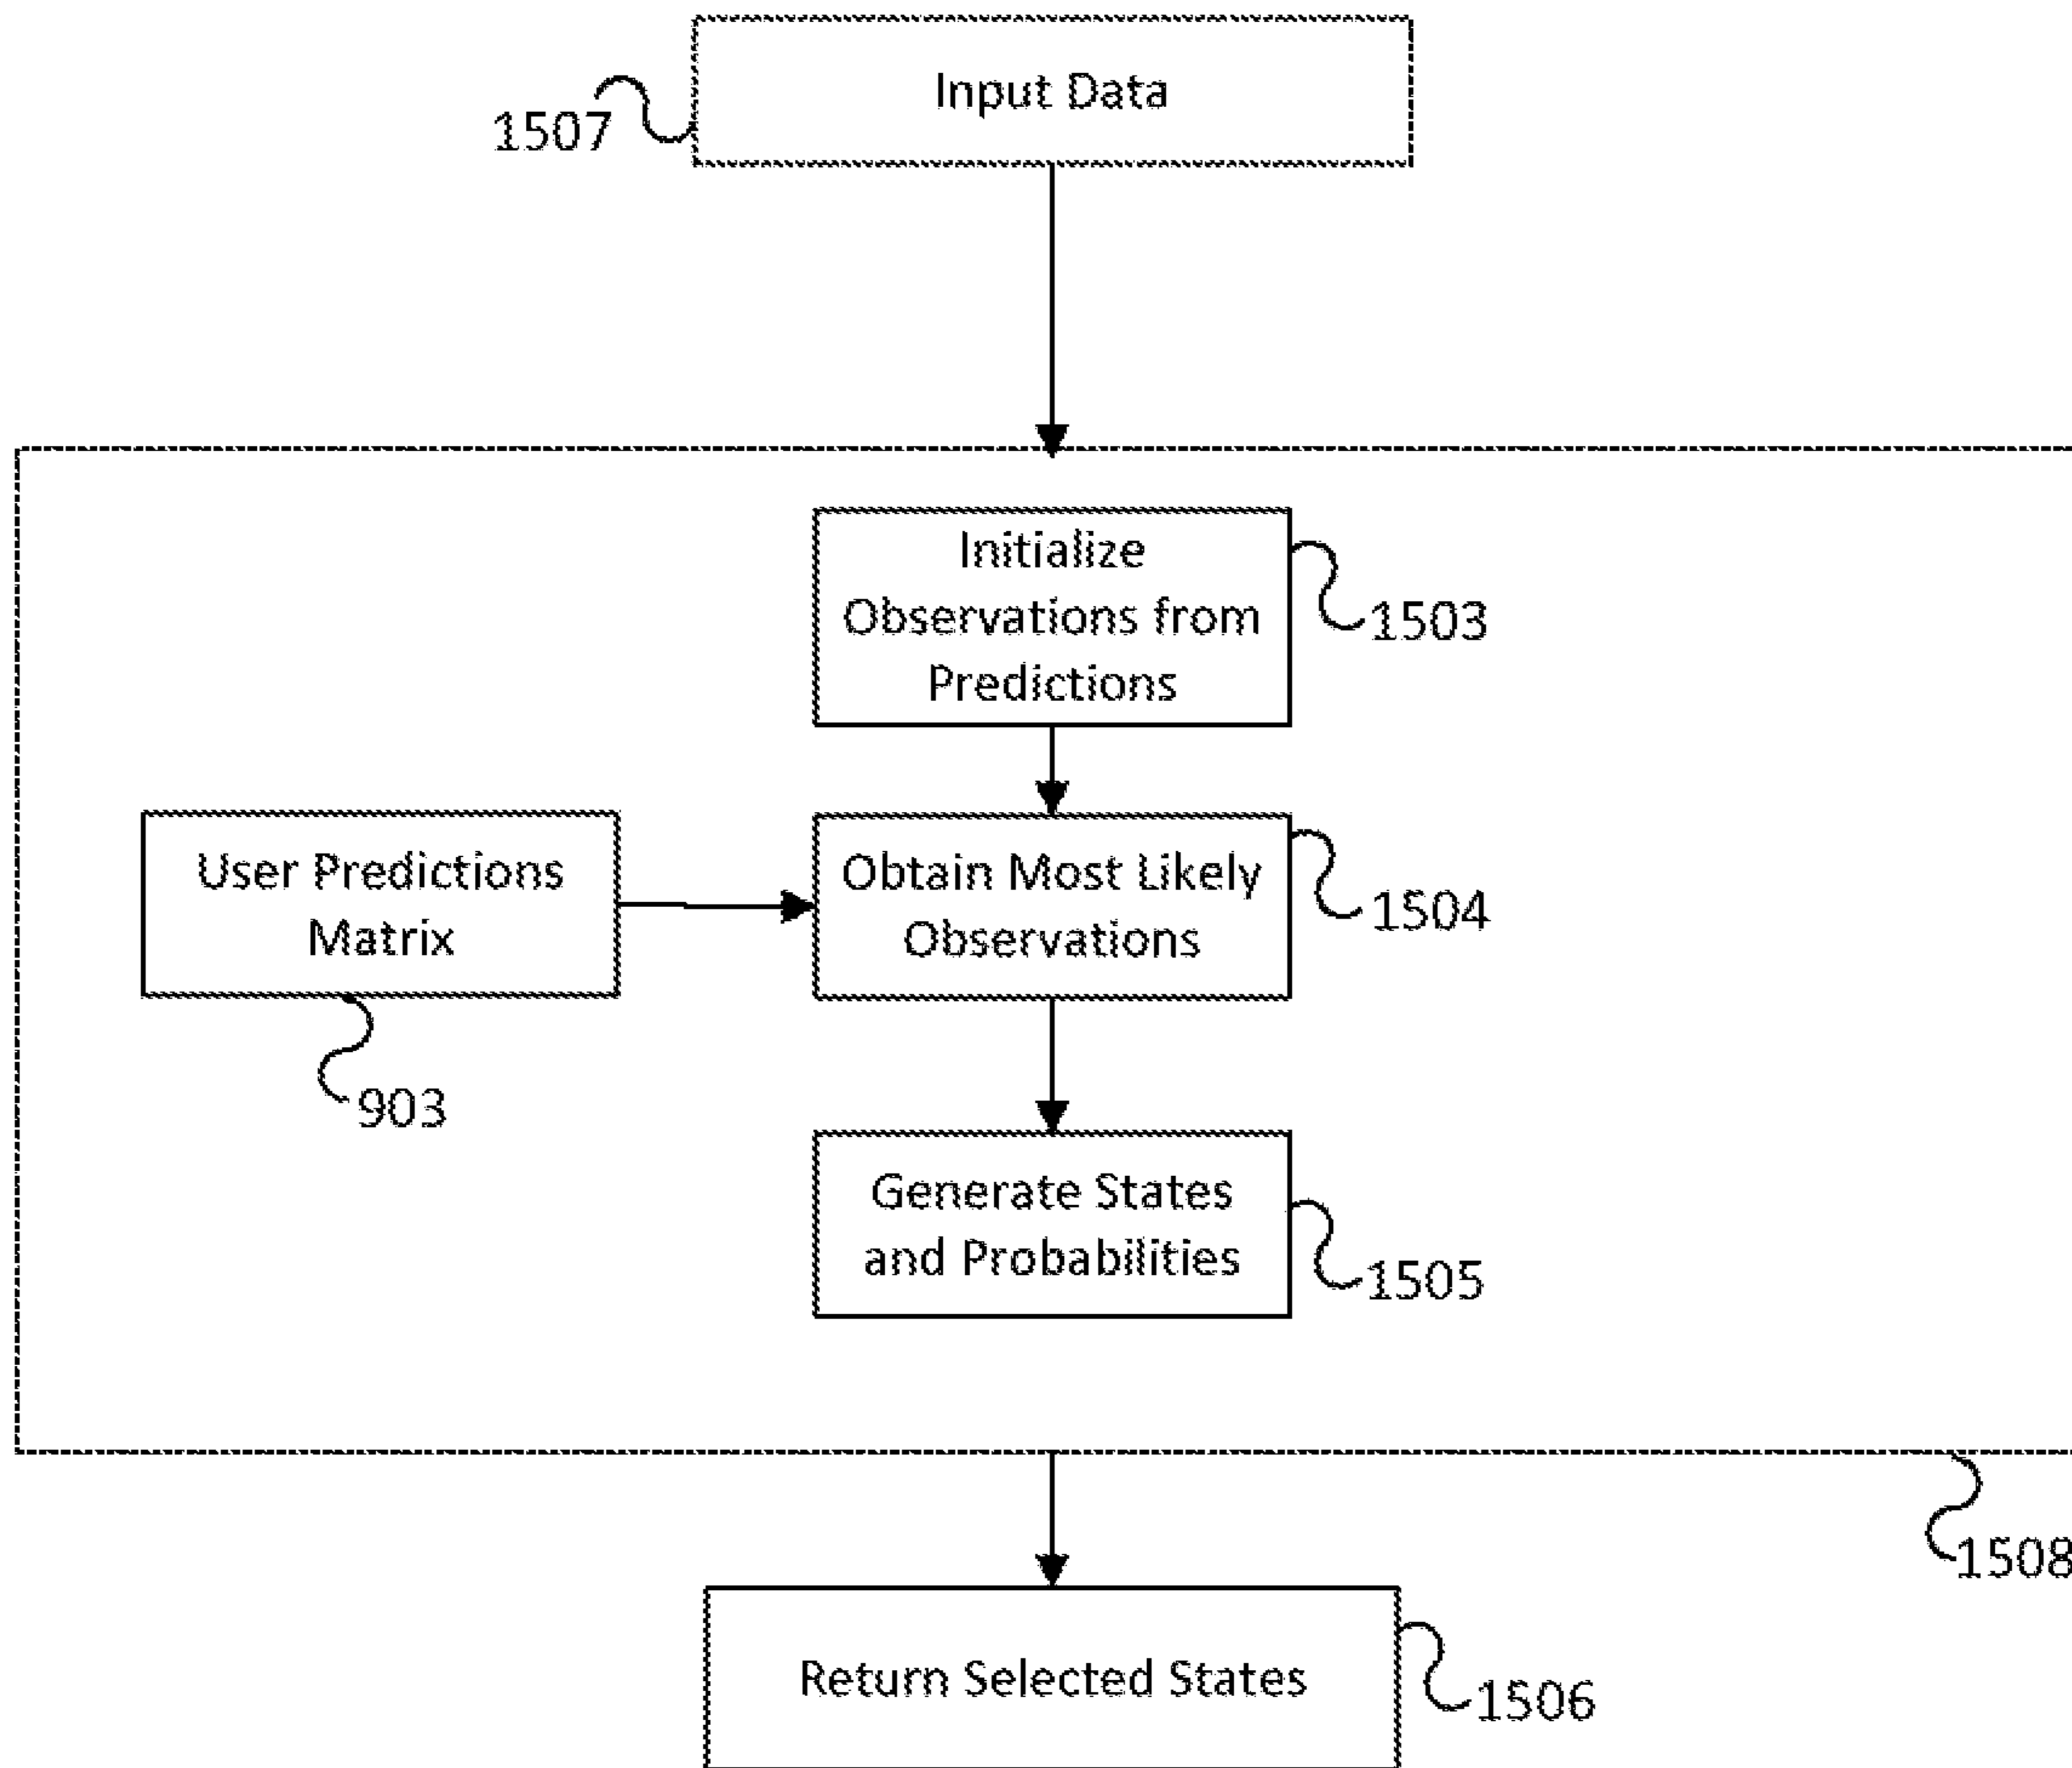 Input Data
1507
Initialize
Observations from
Predictions
1503
User Predictions
Matrix
903
Obtain Most Likely
Observations
1504
Generate States
and Probabilities
1505
1508
Return Selected States
1506